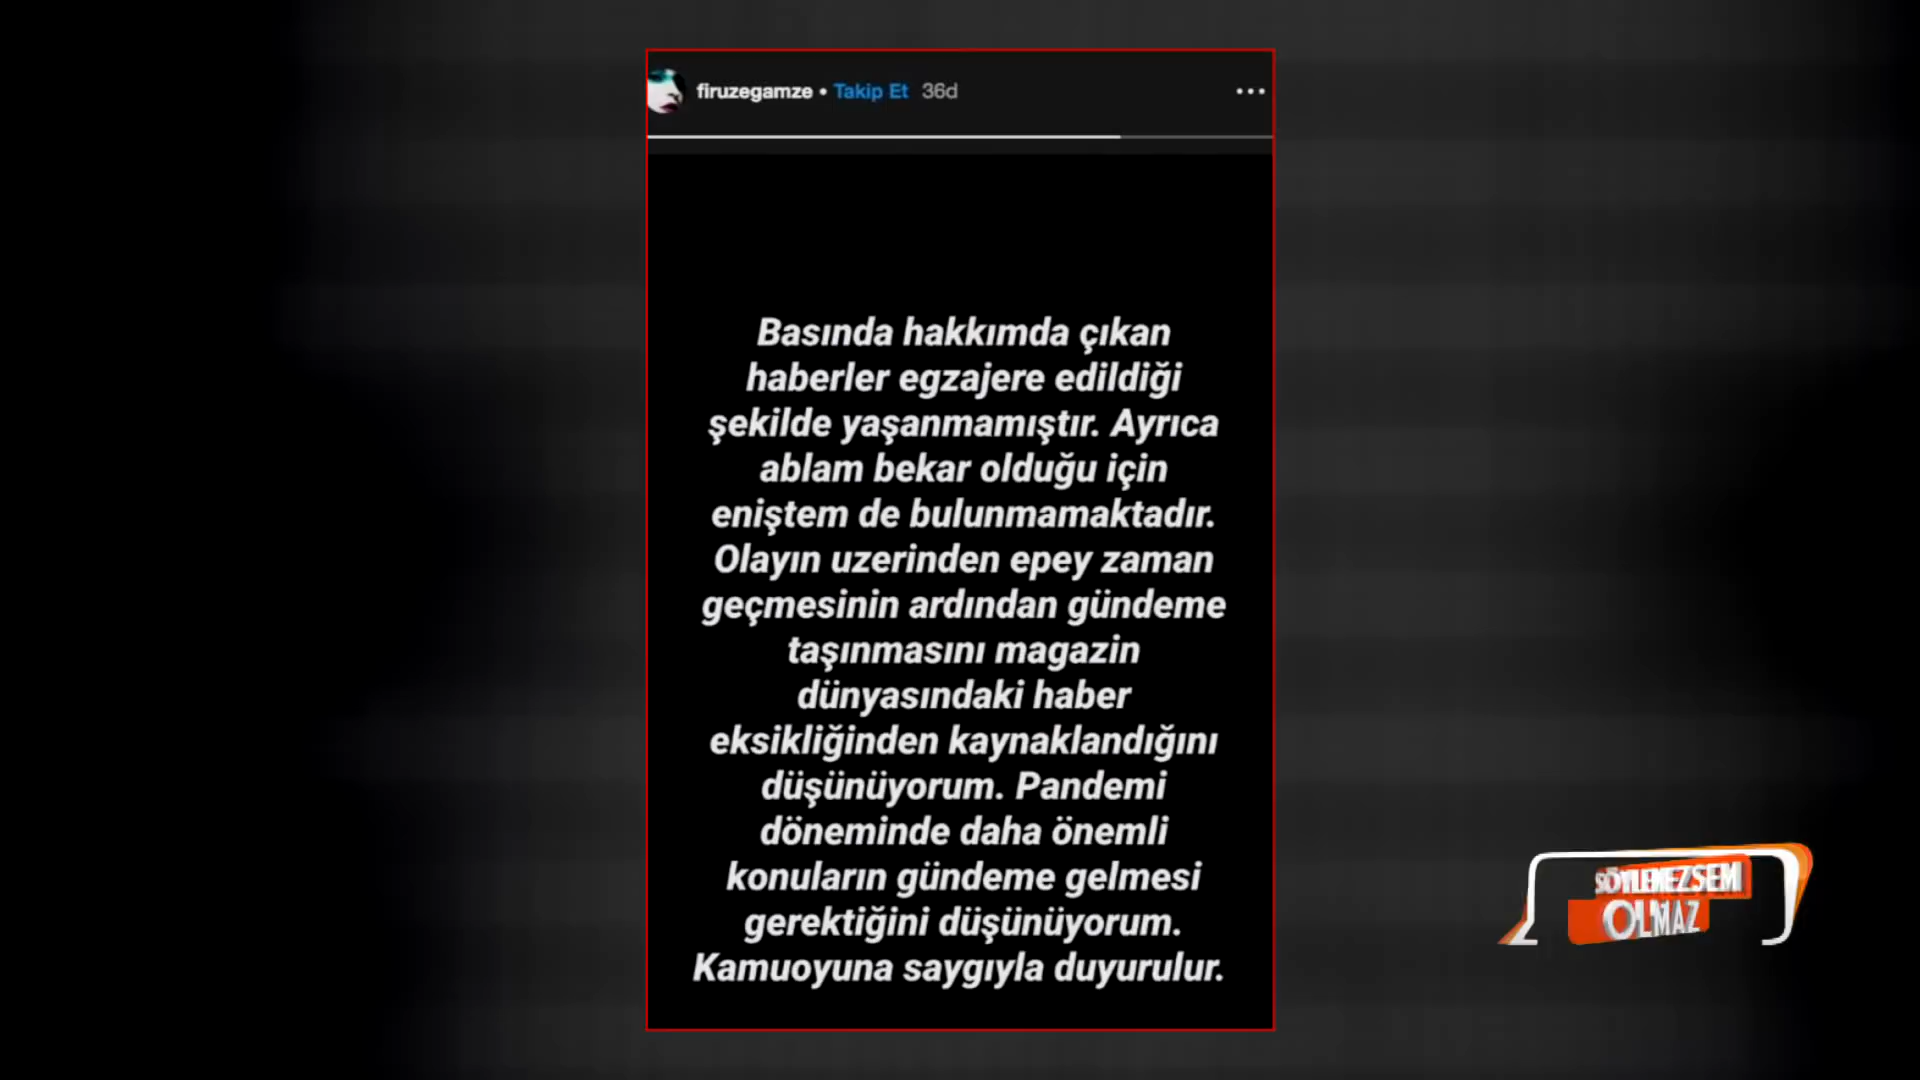 firuzegamze • Takip Et 36d
Basında hakkımda çıkan
haberler egzajere edildiği
şekilde yaşanmamıştır. Ayrıca
ablam bekar olduğu için
eniştem de bulunmamaktadır.
Olayın uzerinden epey zaman
geçmesinin ardından gündeme
taşınmasını magazin
dünyasındaki haber
eksikliğinden kaynaklandığını
düşünüyorum. Pandemi
döneminde daha önemli
konuların gündeme gelmesi
gerektiğini düşünüyorum.
Kamuoyuna saygıyla duyurulur.
SÖYLEMEZSEM
OLMAZ